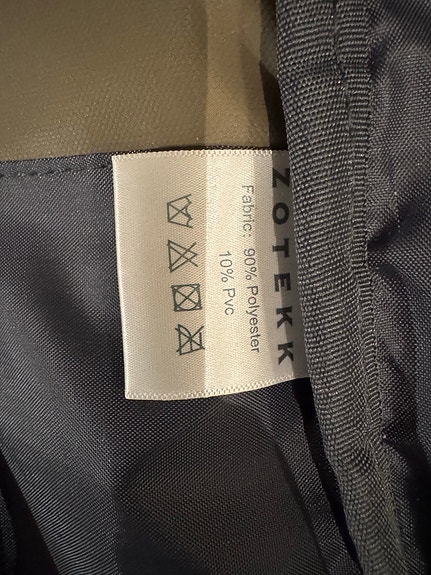 ZOTEKK
Fabric: 90% Polyester
10% Pvc